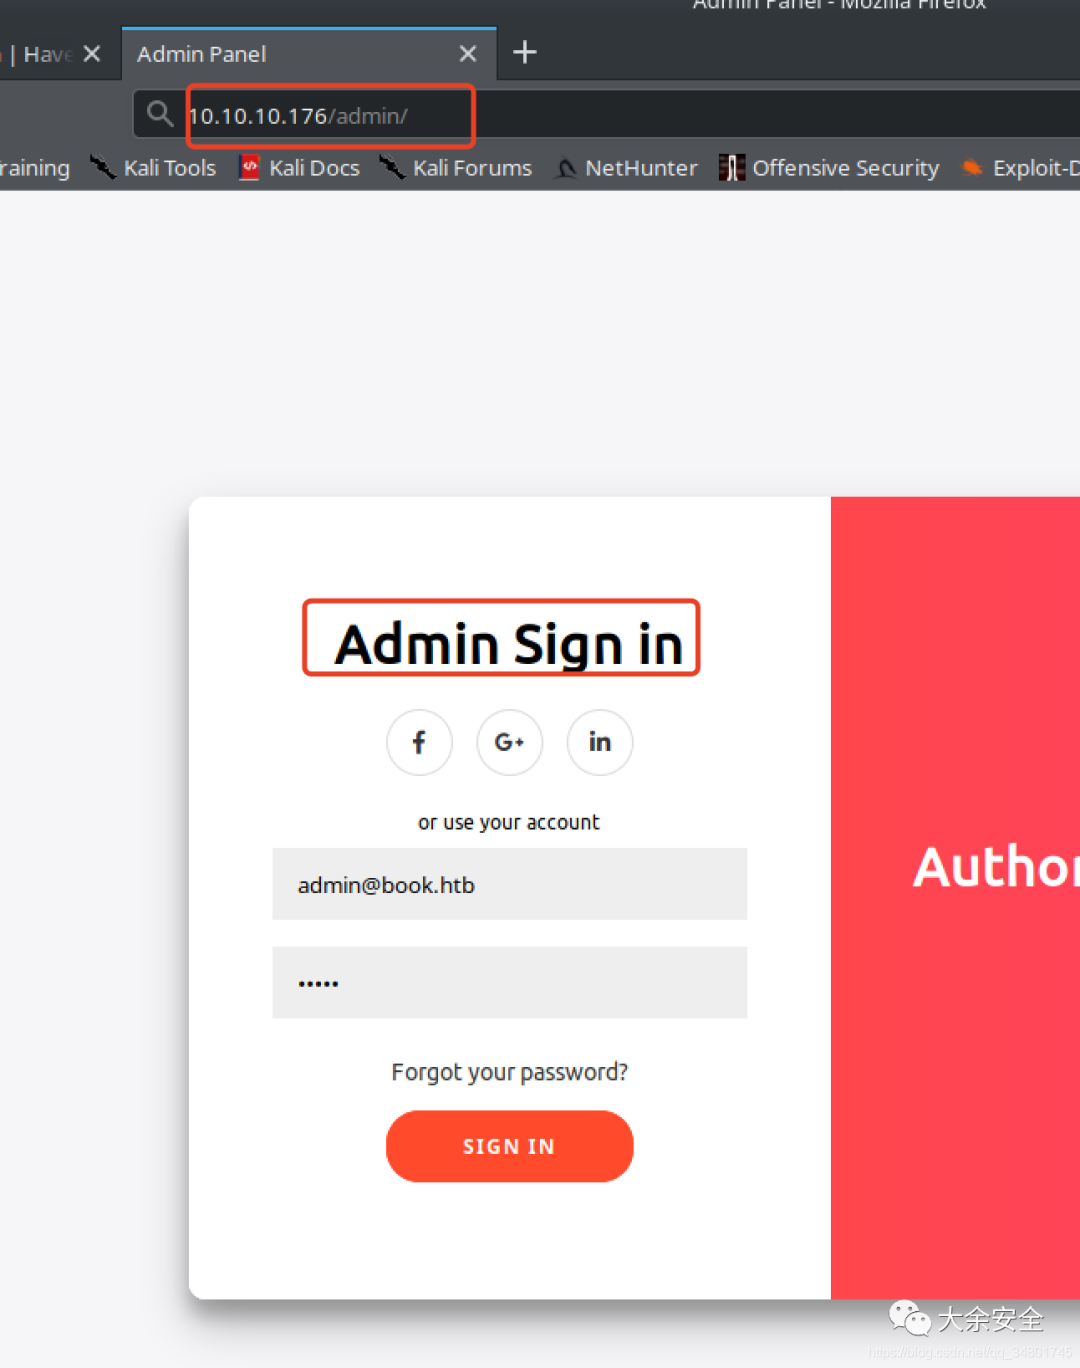 Admin Panel - Mozilla Firefox
| Have
Admin Panel
10.10.10.176/admin/
raining
Kali Tools
Kali Docs
Kali Forums
NetHunter
Offensive Security
Exploit-D
Admin Sign in
f
G+
in
or use your account
Author
admin@book.htb
•••••
Forgot your password?
SIGN IN
大余安全
https://blog.csdn.net/qq_34801745